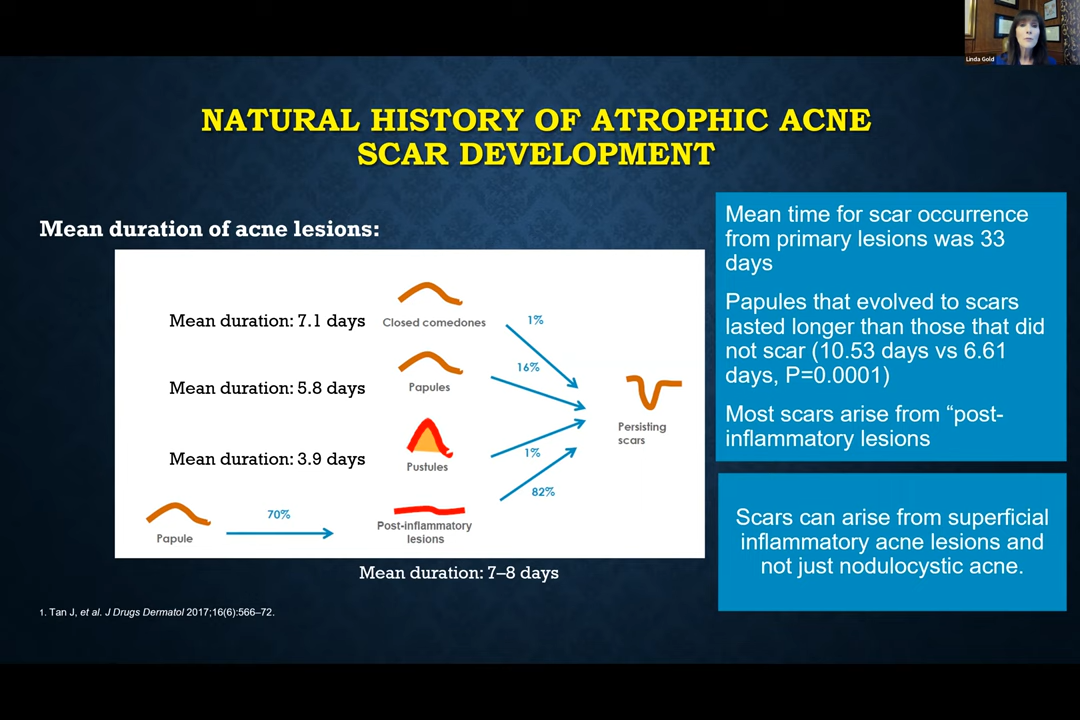 Linda Gold
NATURAL HISTORY OF ATROPHIC ACNE
SCAR DEVELOPMENT
Mean duration of acne lesions:
Mean duration: 7.1 days
Closed comedones
1%
Mean duration: 5.8 days
Papules
16%
Mean duration: 3.9 days
Pustules
1%
Persisting
scars
Papule
70%
Post-inflammatory
lesions
82%
Mean duration: 7–8 days
Mean time for scar occurrence
from primary lesions was 33
days
Papules that evolved to scars
lasted longer than those that did
not scar (10.53 days vs 6.61
days, P=0.0001)
Most scars arise from “post-
inflammatory lesions
Scars can arise from superficial
inflammatory acne lesions and
not just nodulocystic acne.
1. Tan J, et al. J Drugs Dermatol 2017;16(6):566–72.